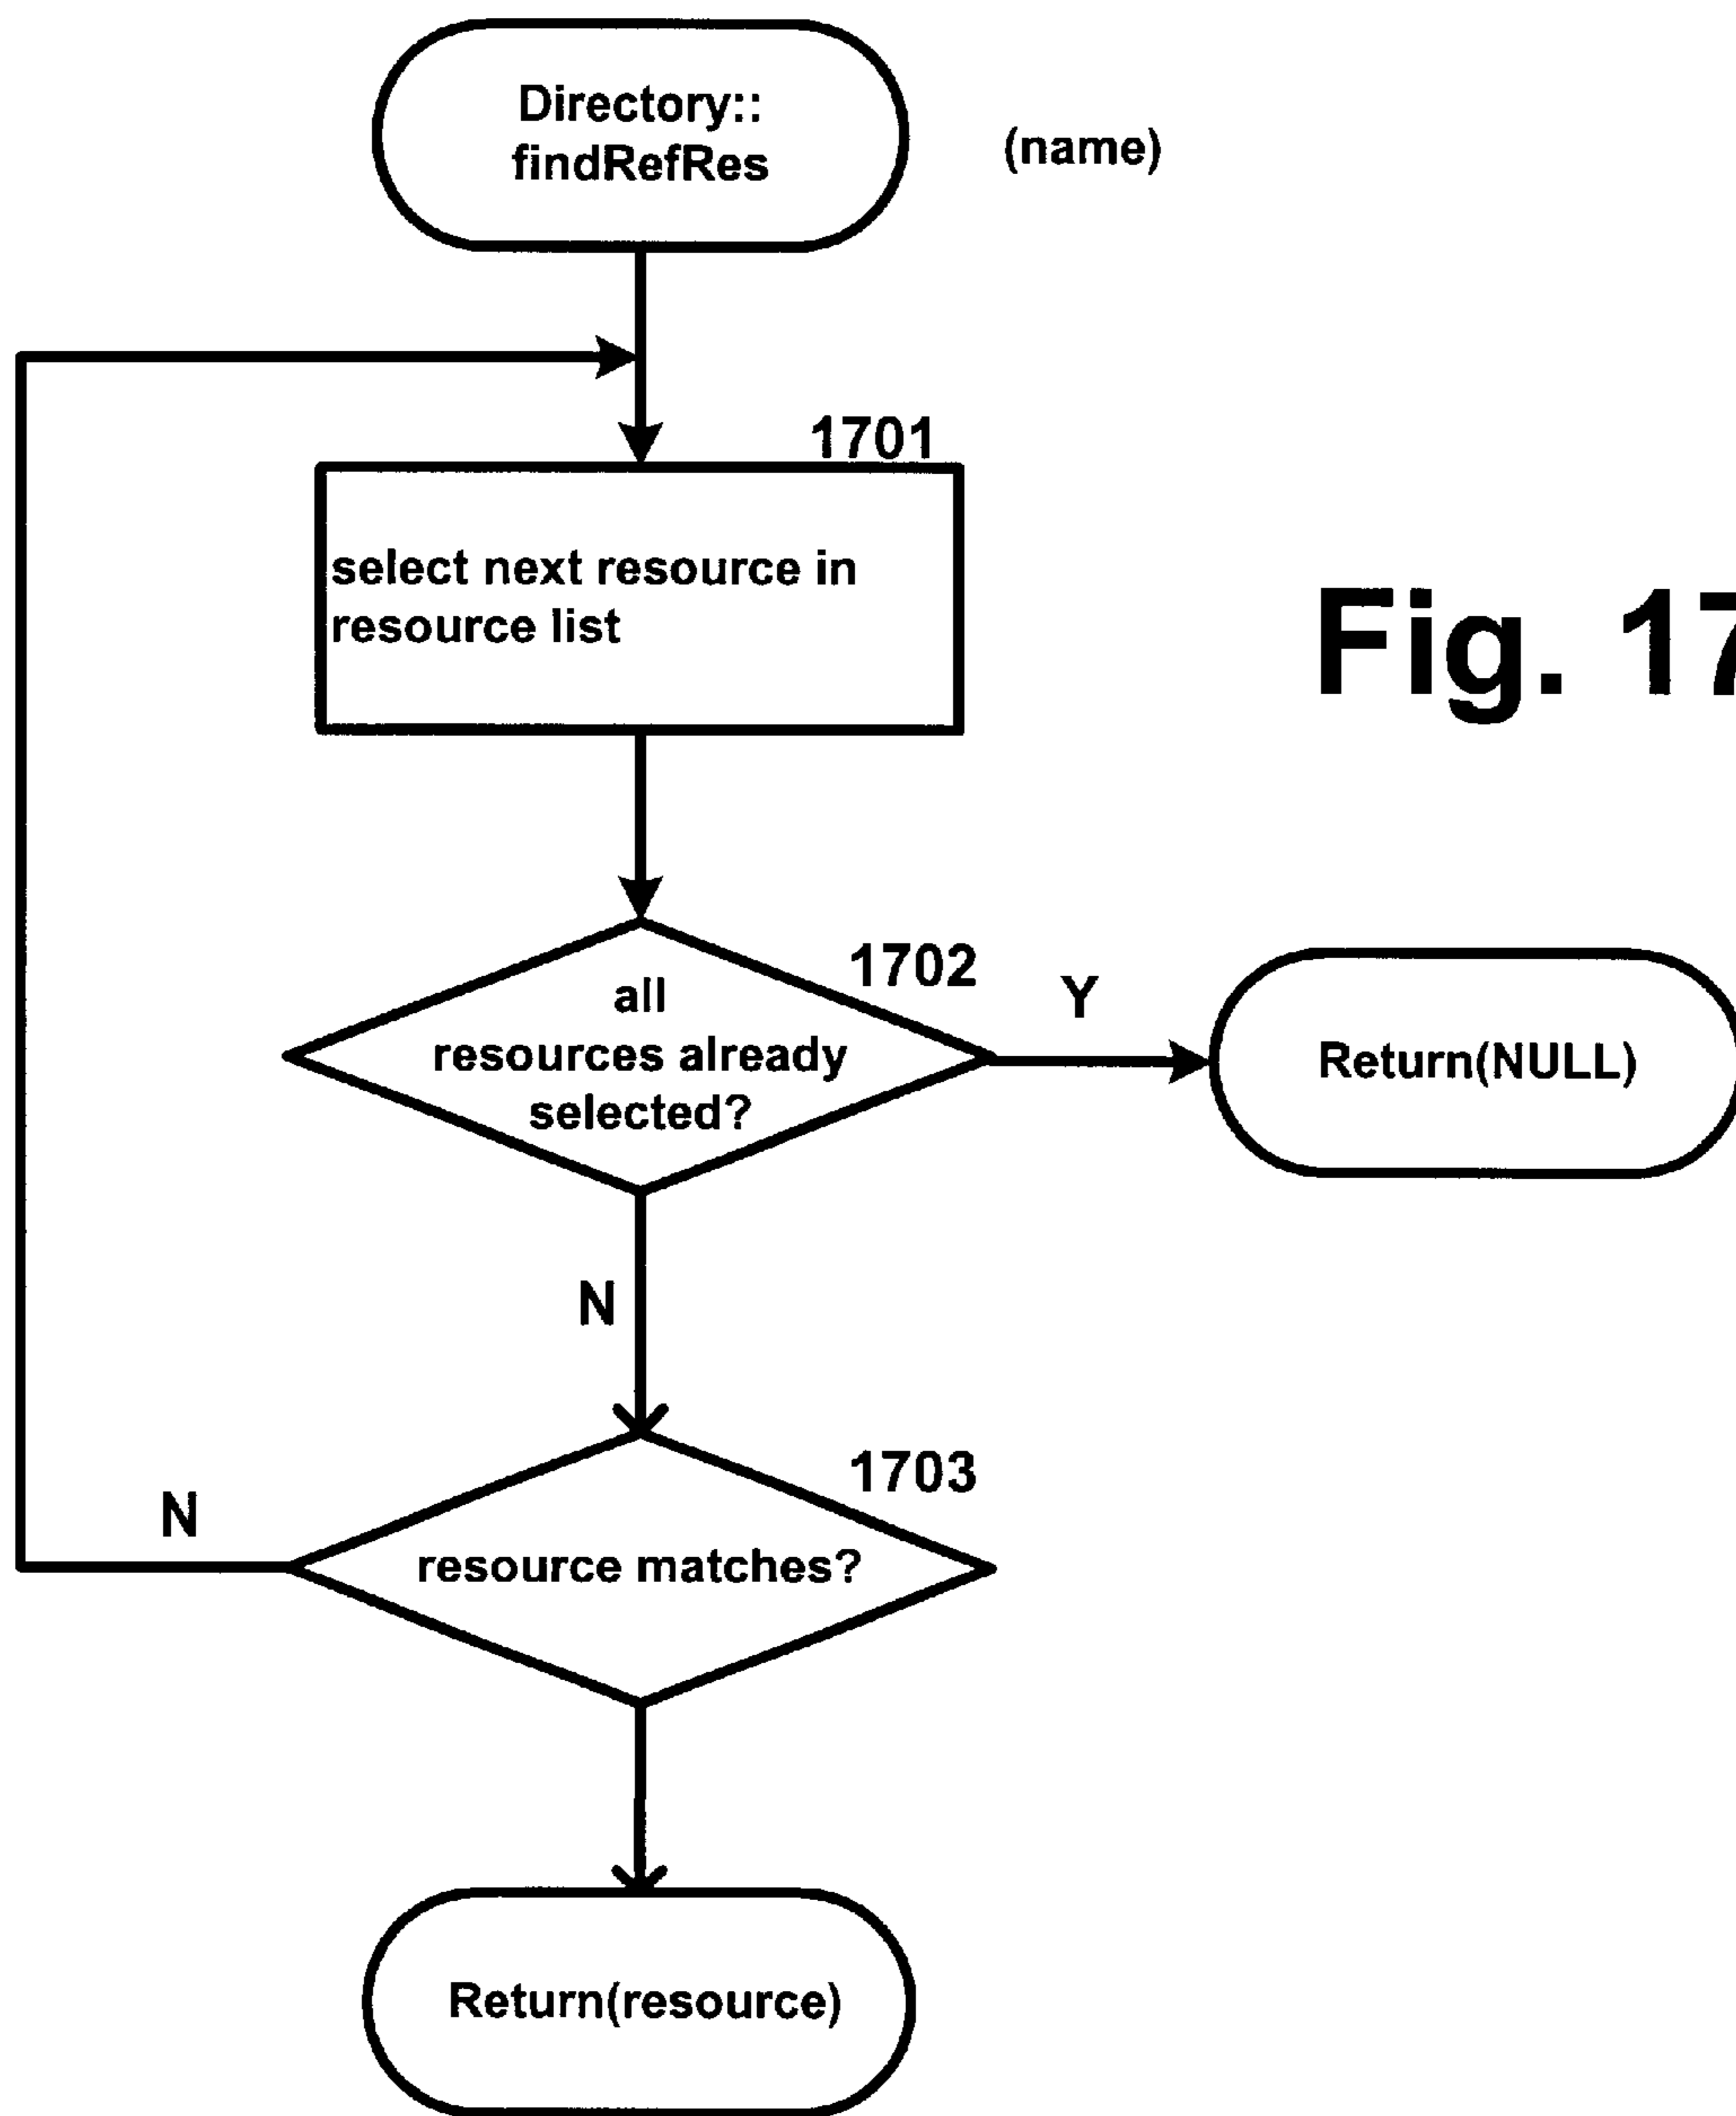 Directory::
findRefRes
(name)
1701
select next resource in
resource list
Fig. 17
1702
all
resources already
selected?
Y
Return(NULL)
N
1703
resource matches?
N
Return(resource)